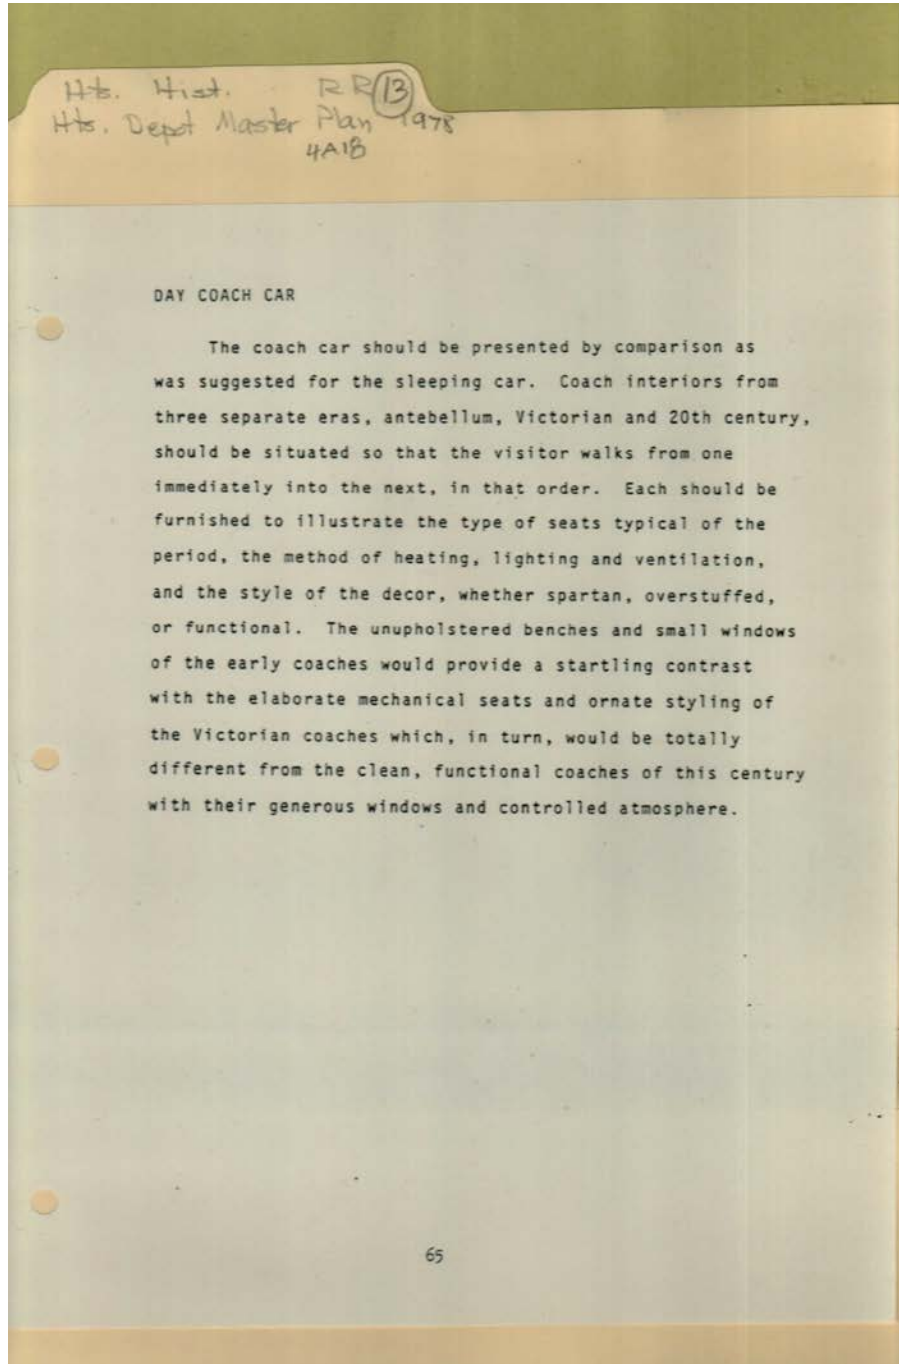 Hts. Hist. RR 13
Hts. Depot Master Plan 1978
4A18
DAY COACH CAR
The coach car should be presented by comparison as
was suggested for the sleeping car. Coach interiors from
three separate eras, antebellum, Victorian and 20th century,
should be situated so that the visitor walks from one
immediately into the next, in that order. Each should be
furnished to illustrate the type of seats typical of the
period, the method of heating, lighting and ventilation,
and the style of the decor, whether spartan, overstuffed,
or functional. The unupholstered benches and small windows
of the early coaches would provide a startling contrast
with the elaborate mechanical seats and ornate styling of
the Victorian coaches which, in turn, would be totally
different from the clean, functional coaches of this century
with their generous windows and controlled atmosphere.
65